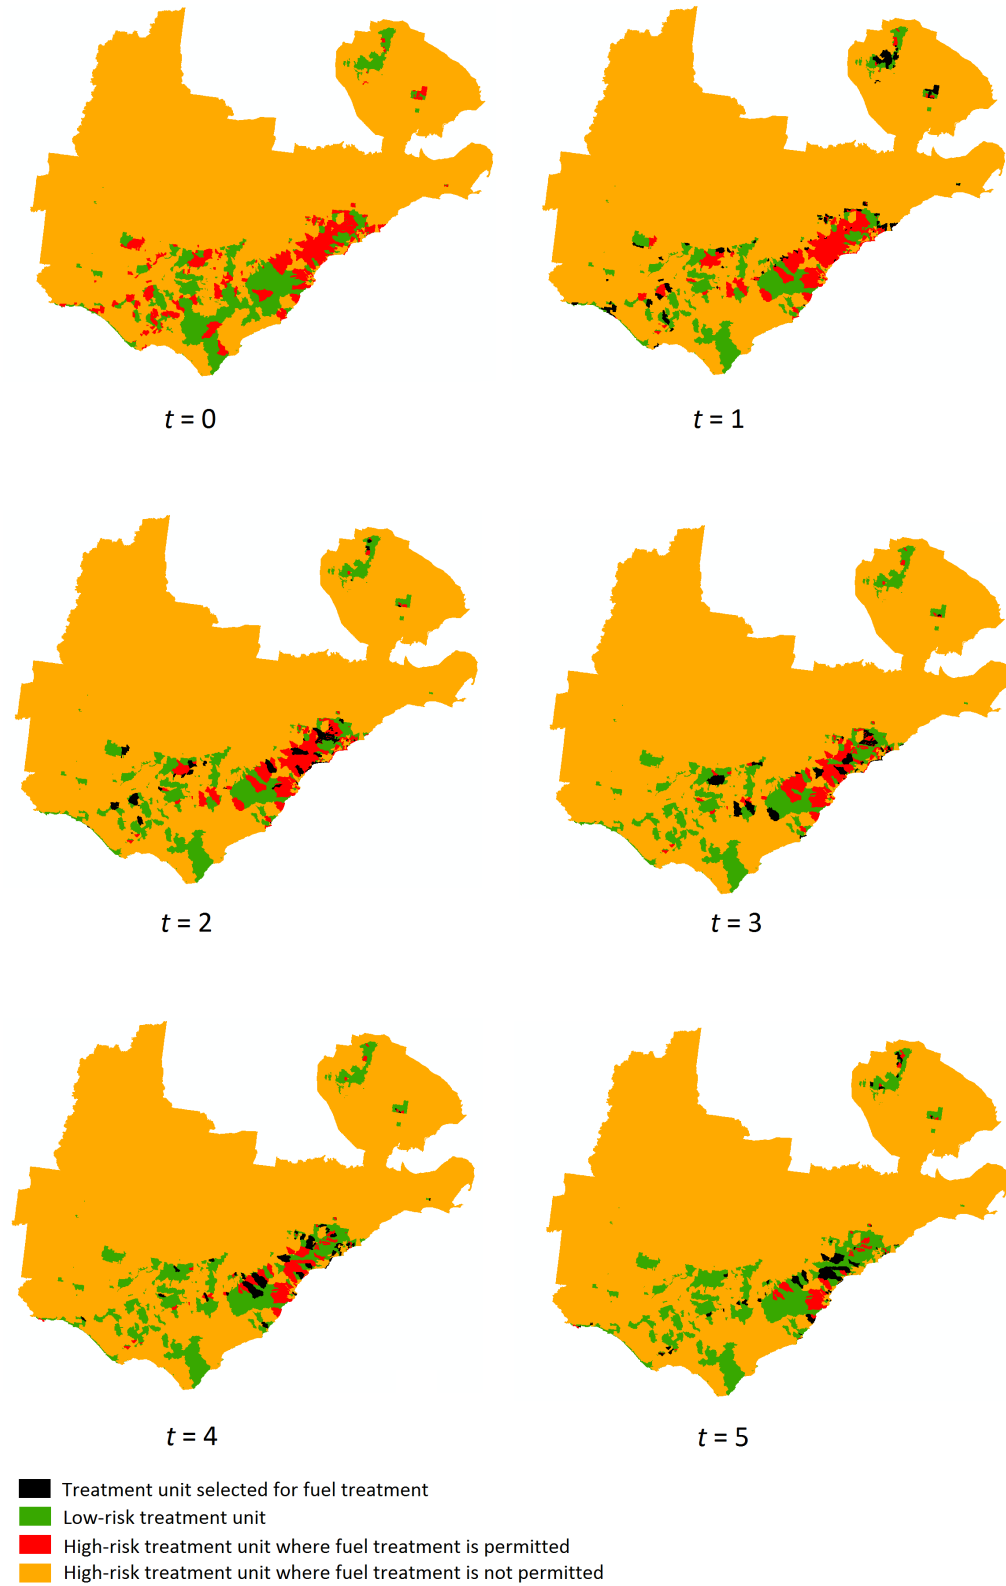 t = 0
t = 1
t = 2
t = 3
t = 4
t = 5
Treatment unit selected for fuel treatment
Low-risk treatment unit
High-risk treatment unit where fuel treatment is permitted
High-risk treatment unit where fuel treatment is not permitted